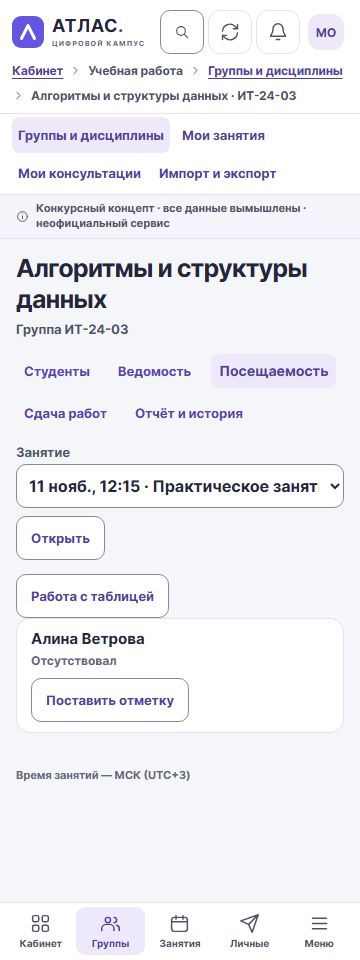 АТЛАС.
ЦИФРОВОЙ КАМПУС
МО
Кабинет > Учебная работа > Группы и дисциплины
> Алгоритмы и структуры данных · ИТ-24-03
Группы и дисциплины Мои занятия
Мои консультации Импорт и экспорт
Конкурсный концепт · все данные вымышлены ·
неофициальный сервис
Алгоритмы и структуры
данных
Группа ИТ-24-03
Студенты Ведомость Посещаемость
Сдача работ Отчёт и история
Занятие
11 нояб., 12:15 · Практическое занят
Открыть
Работа с таблицей
Алина Ветрова
Отсутствовал
Поставить отметку
Время занятий — МСК (UTC+3)
Кабинет Группы Занятия Личные Меню